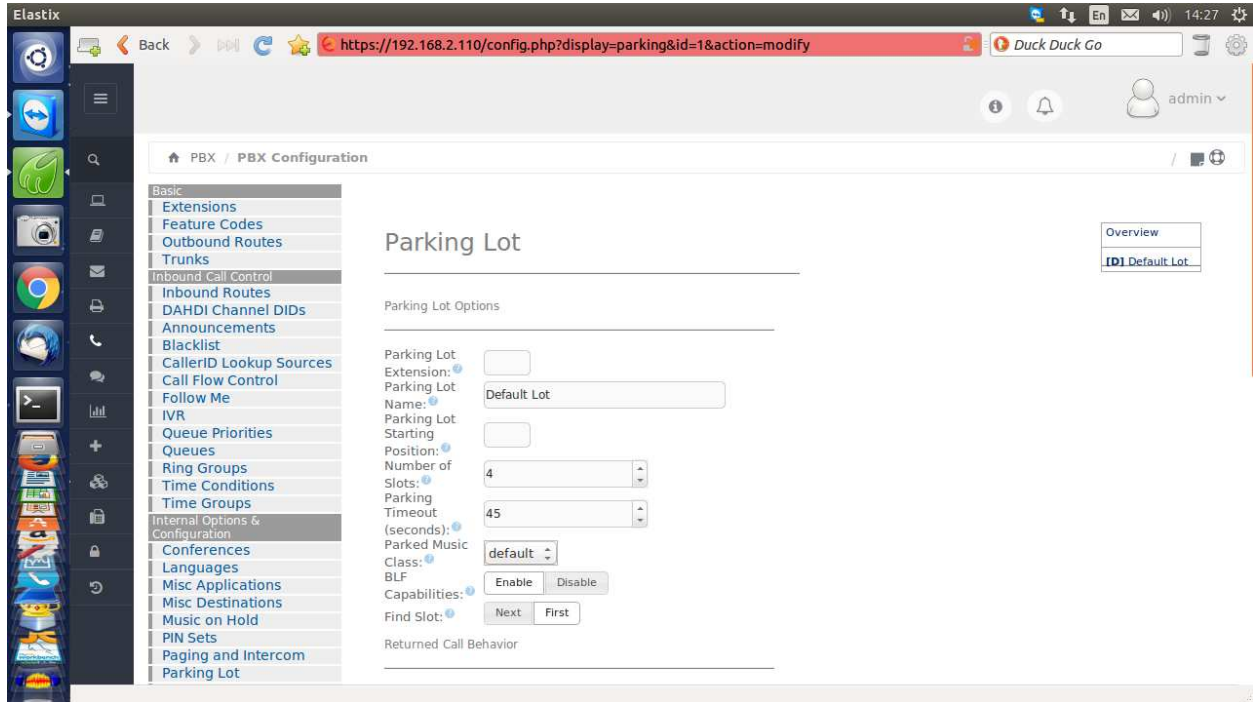 Elastix
En
14:27
Back
https://192.168.2.110/config.php?display=parking&id=1&action=modify
Duck Duck Go
admin
PBX / PBX Configuration
/
Basic
Extensions
Feature Codes
Outbound Routes
Trunks
Inbound Call Control
Inbound Routes
DAHDI Channel DIDs
Announcements
Blacklist
CallerID Lookup Sources
Call Flow Control
Follow Me
IVR
Queue Priorities
Queues
Ring Groups
Time Conditions
Time Groups
Internal Options &
Configuration
Conferences
Languages
Misc Applications
Misc Destinations
Music on Hold
PIN Sets
Paging and Intercom
Parking Lot
Parking Lot
Parking Lot Options
Parking Lot
Extension:
Parking Lot
Name:
Default Lot
Parking Lot
Starting
Position:
Number of
Slots:
4
Parking
Timeout
(seconds):
45
Parked Music
Class:
default
BLF
Capabilities:
Enable Disable
Find Slot:
Next First
Returned Call Behavior
Overview
[D] Default Lot